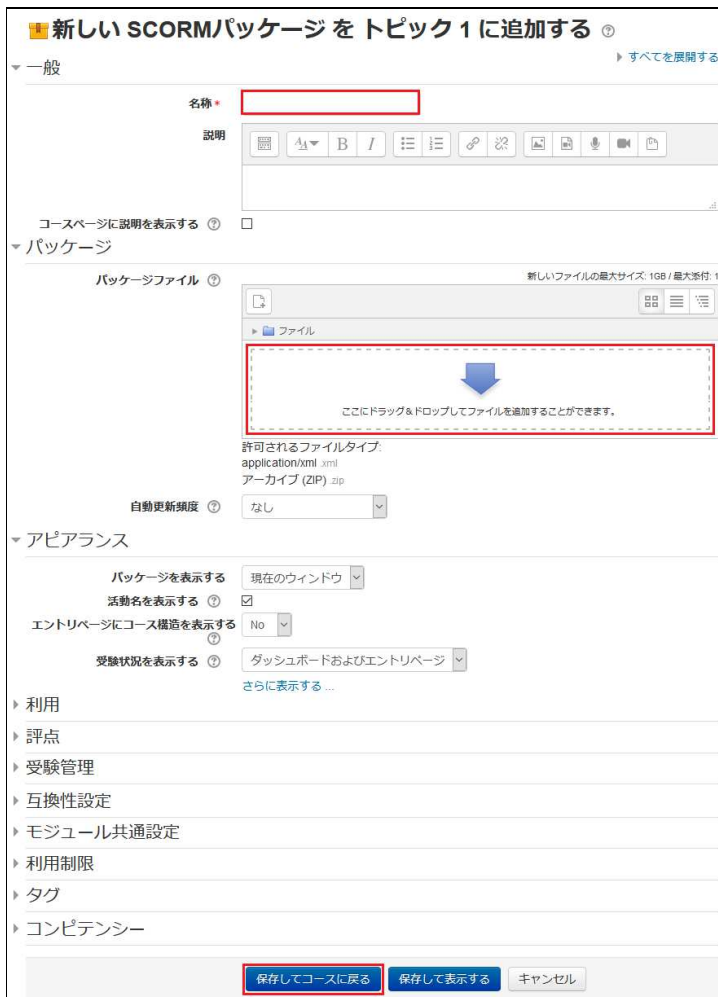 新しい SCORMパッケージ を トピック 1 に追加する
すべてを展開する
一般
名称
説明
B I
コースページに説明を表示する
パッケージ
パッケージファイル
新しいファイルの最大サイズ: 1GB / 最大添付: 1
ファイル
ここにドラッグ&ドロップしてファイルを追加することができます。
許可されるファイルタイプ:
application/xml .xml
アーカイブ (ZIP) .zip
自動更新頻度 なし
アピアランス
パッケージを表示する 現在のウィンドウ
活動名を表示する
エントリページにコース構造を表示する No
受験状況を表示する ダッシュボードおよびエントリページ
さらに表示する ...
利用
評点
受験管理
互換性設定
モジュール共通設定
利用制限
タグ
コンピテンシー
保存してコースに戻る 保存して表示する キャンセル